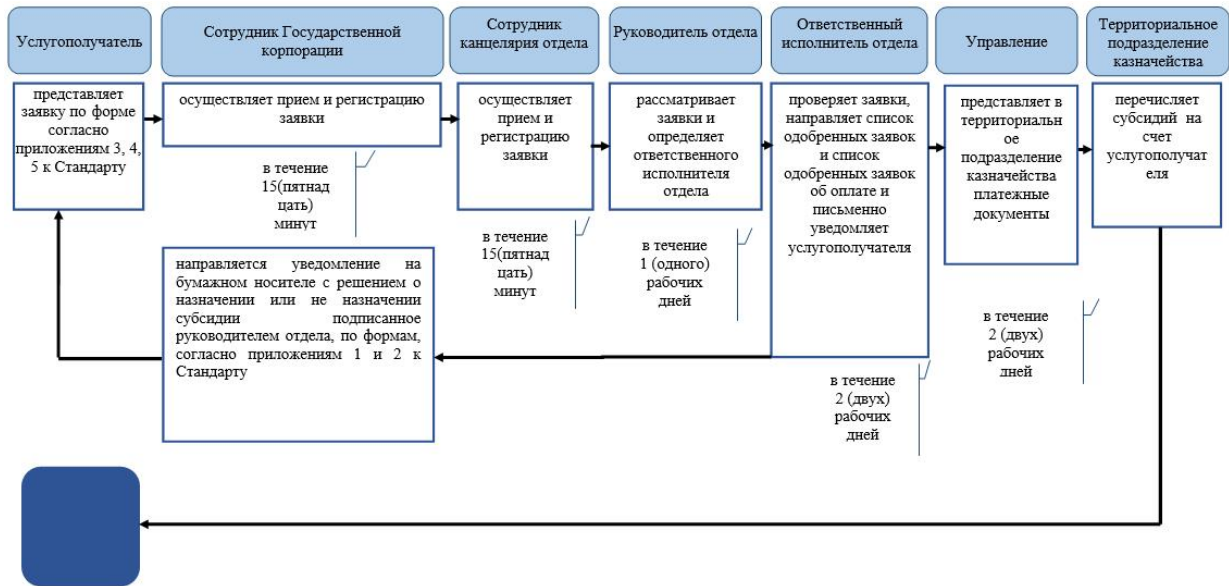 Услугополучатель
Сотрудник Государственной
корпорации
Сотрудник
канцелярия отдела
Руководитель отдела
Ответственный
исполнитель отдела
Управление
Территориальное
подразделение
казначейства
представляет
заявку по форме
согласно
приложениям 3, 4,
5 к Стандарту
осуществляет прием и регистрацию
заявки
в течение
15(пятнад
цать)
минут
осуществляет
прием и
регистрацию
заявки
в течение
15(пятнад
цать)
минут
рассматривает
заявки и
определяет
ответственного
исполнителя
отдела
в течение
1 (одного)
рабочих
дней
проверяет заявки,
направляет список
одобренных заявок
и список
одобренных заявок
об оплате и
письменно
уведомляет
услугополучателя
в течение
2 (двух)
рабочих
дней
представляет в
территориальн
ое
подразделение
казначейства
платежные
документы
в течение
2 (двух)
рабочих
дней
перечисляет
субсидий на
счет
услугополучат
еля
направляется уведомление на
бумажном носителе с решением о
назначении или не назначении
субсидии подписанное
руководителем отдела, по формам,
согласно приложениям 1 и 2 к
Стандарту